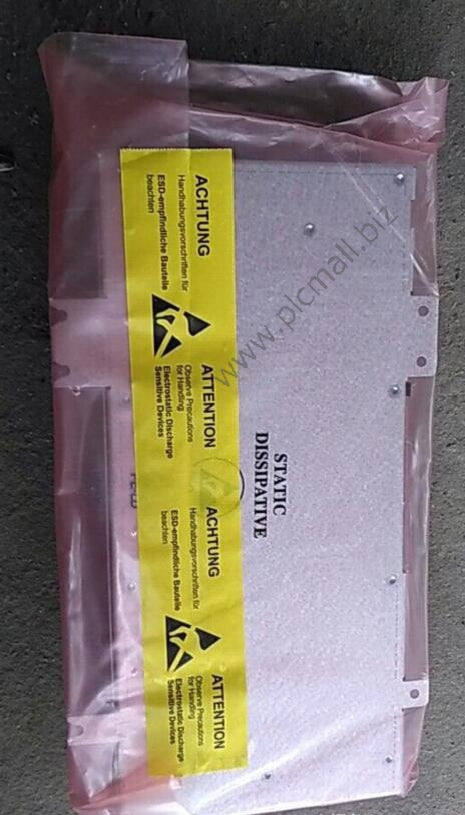 ACHTUNG
Handhabungsvorschriften für
ESD-empfindliche Bauteile
beachten
ATTENTION
Observe Precautions
for Handling
Electrostatic Discharge
Sensitive Devices
STATIC
DISSIPATIVE
ACHTUNG
Handhabungsvorschriften für
ESD-empfindliche Bauteile
beachten
ATTENTION
Observe Precautions
for Handling
Electrostatic Discharge
Sensitive Devices
www.plcmall.biz